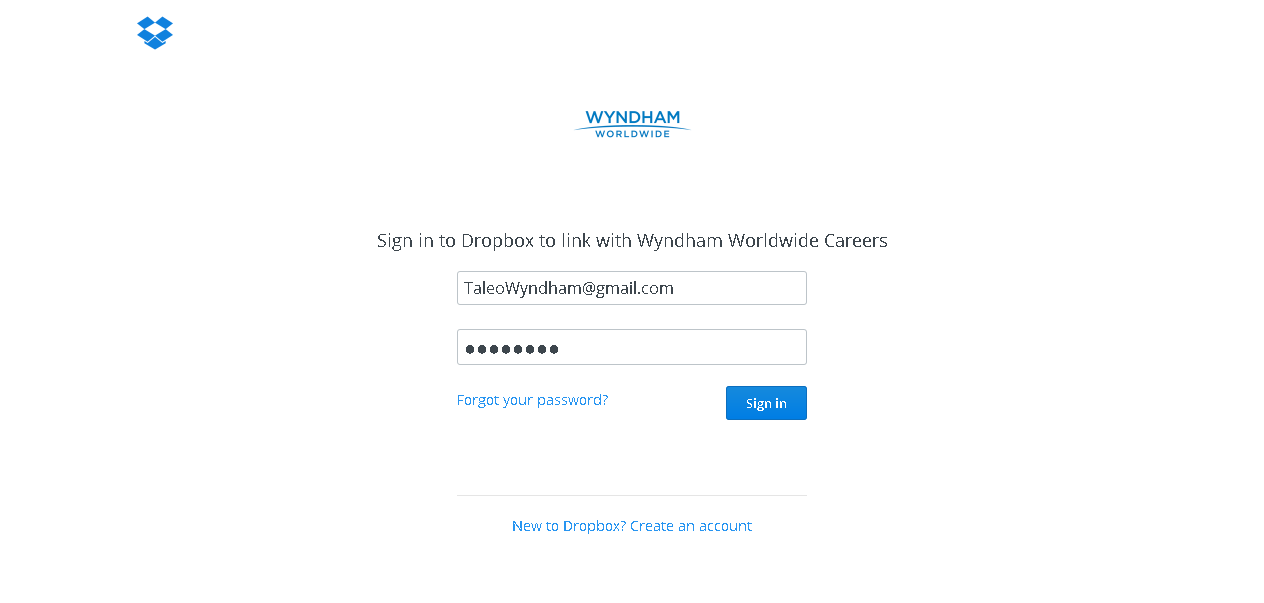 WYNDHAM
WORLDWIDE
Sign in to Dropbox to link with Wyndham Worldwide Careers
TaleoWyndham@gmail.com
●●●●●●●●
Forgot your password?
Sign in
New to Dropbox? Create an account